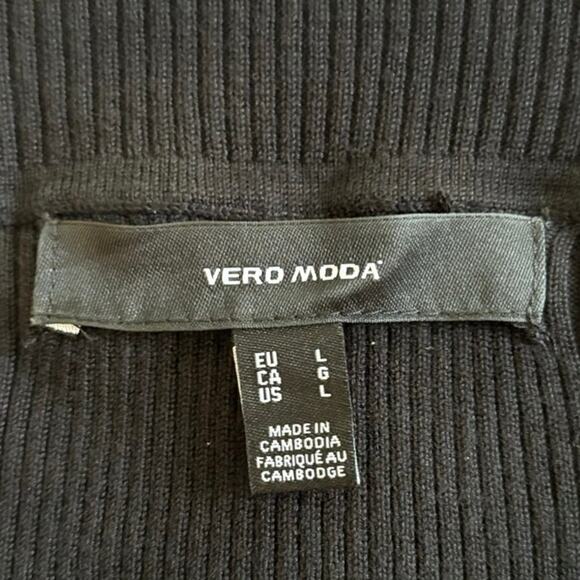 VERO MODA
EU L
CA G
US L
MADE IN
CAMBODIA
FABRIQUÉ AU
CAMBODGE